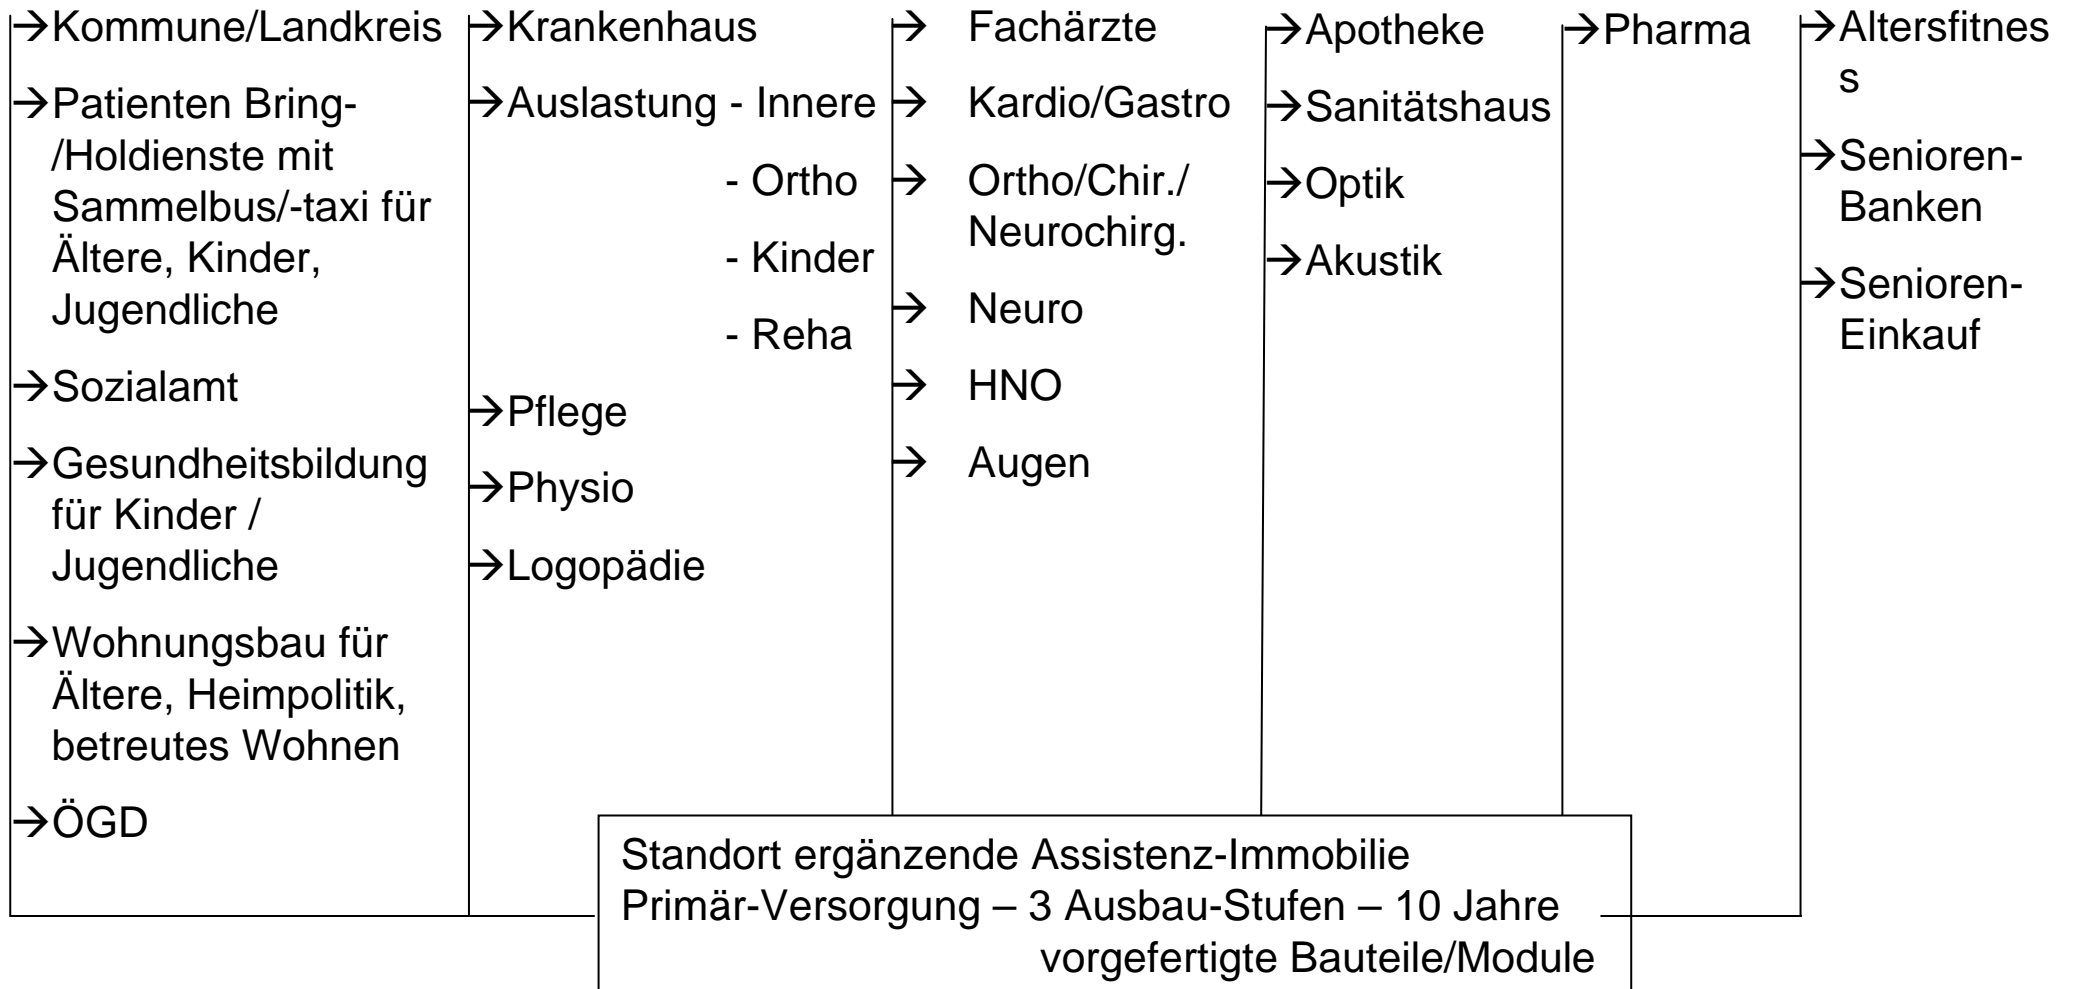 →Kommune/Landkreis
→Patienten Bring-
/Holdienste mit
Sammelbus/-taxi für
Ältere, Kinder,
Jugendliche
→Sozialamt
→Gesundheitsbildung
für Kinder /
Jugendliche
→Wohnungsbau für
Ältere, Heimpolitik,
betreutes Wohnen
→ÖGD
→Krankenhaus
→Auslastung - Innere
- Ortho
- Kinder
- Reha
→Pflege
→Physio
→Logopädie
→ Fachärzte
→ Kardio/Gastro
→ Ortho/Chir./
Neurochirg.
→ Neuro
→ HNO
→ Augen
→Apotheke
→Sanitätshaus
→Optik
→Akustik
→Pharma
→Altersfitnes
s
→Senioren-
Banken
→Senioren-
Einkauf
Standort ergänzende Assistenz-Immobilie
Primär-Versorgung – 3 Ausbau-Stufen – 10 Jahre
vorgefertigte Bauteile/Module